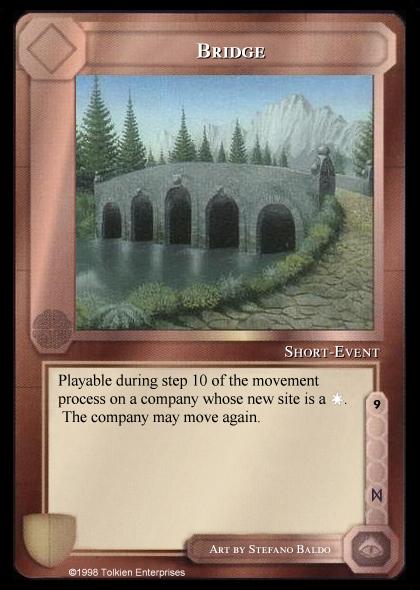 BRIDGE
SHORT-EVENT
Playable during step 10 of the movement
process on a company whose new site is a ☀.
The company may move again.
9
ᛞ
ART BY STEFANO BALDO
©1998 Tolkien Enterprises